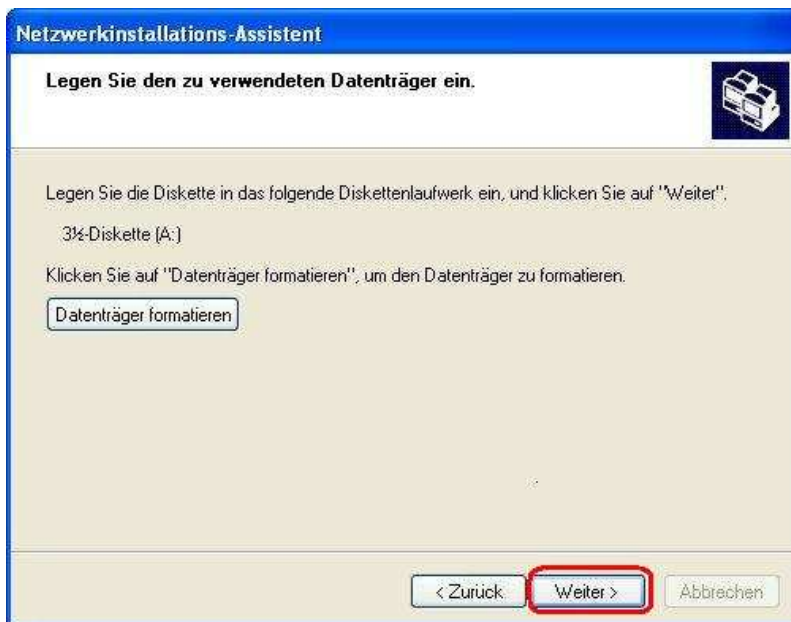 Netzwerkinstallations-Assistent
Legen Sie den zu verwendeten Datenträger ein.
Legen Sie die Diskette in das folgende Diskettenlaufwerk ein, und klicken Sie auf "Weiter".
3½-Diskette (A:)
Klicken Sie auf "Datenträger formatieren", um den Datenträger zu formatieren.
Datenträger formatieren
< Zurück Weiter > Abbrechen